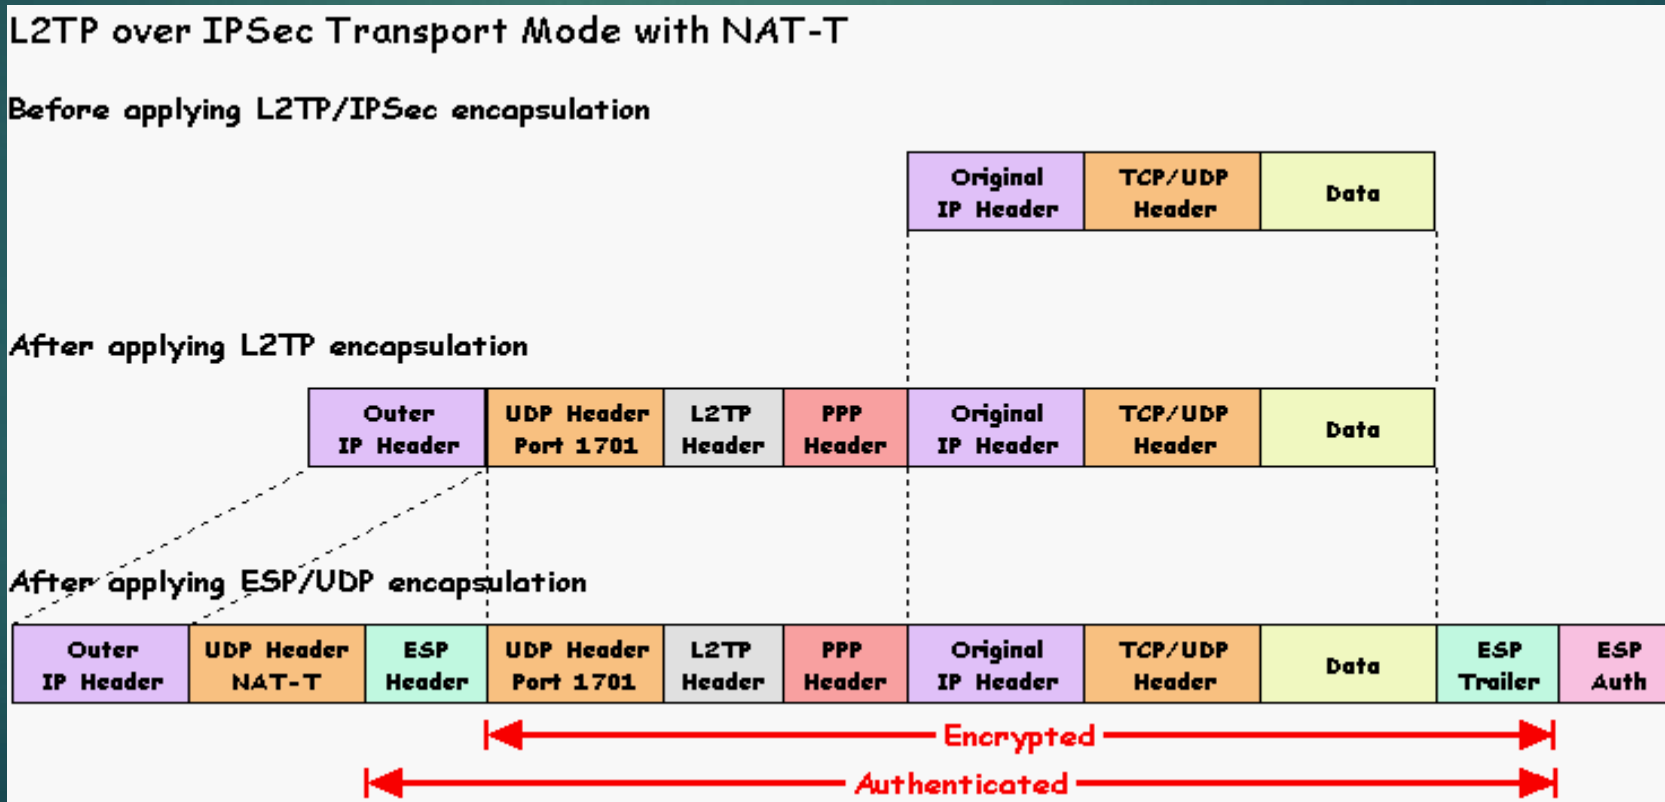 L2TP over IPSec Transport Mode with NAT-T
Before applying L2TP/IPSec encapsulation
Original IP Header
TCP/UDP Header
Data
After applying L2TP encapsulation
Outer IP Header
UDP Header Port 1701
L2TP Header
PPP Header
Original IP Header
TCP/UDP Header
Data
After applying ESP/UDP encapsulation
Outer IP Header
UDP Header NAT-T
ESP Header
UDP Header Port 1701
L2TP Header
PPP Header
Original IP Header
TCP/UDP Header
Data
ESP Trailer
ESP Auth
Encrypted
Authenticated